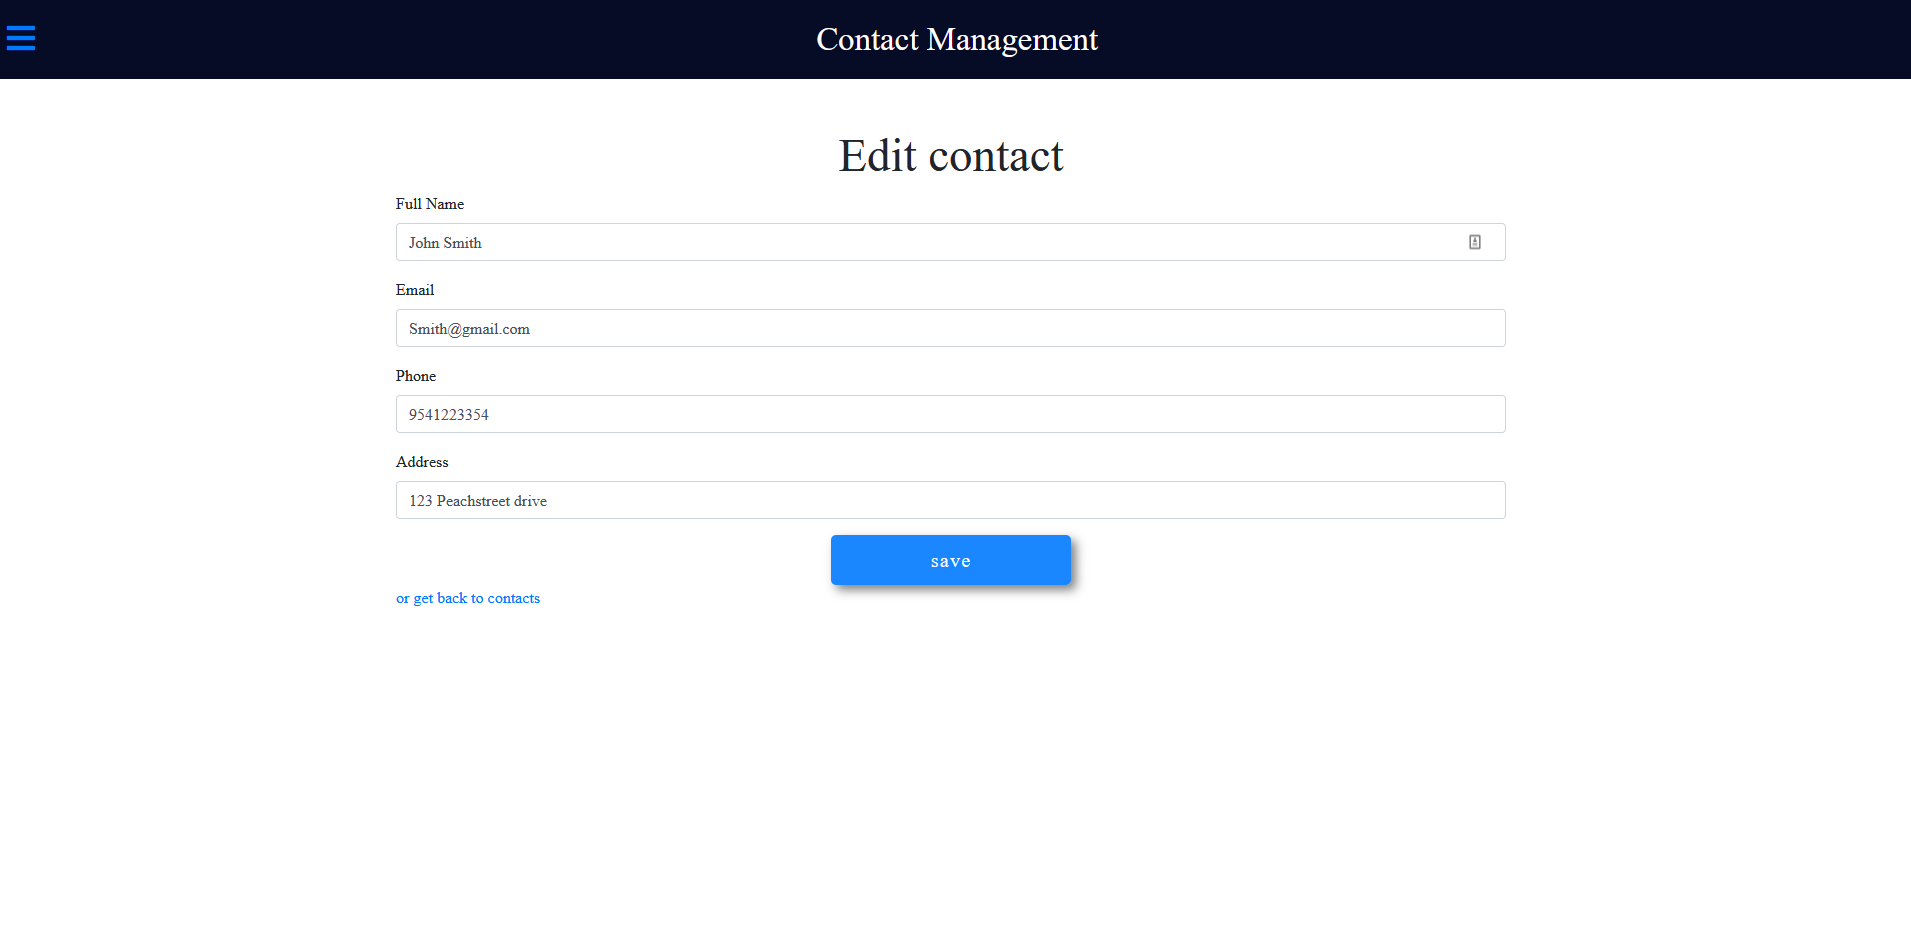 Contact Management
Edit contact
Full Name
John Smith
Email
Smith@gmail.com
Phone
9541223354
Address
123 Peachstreet drive
save
or get back to contacts